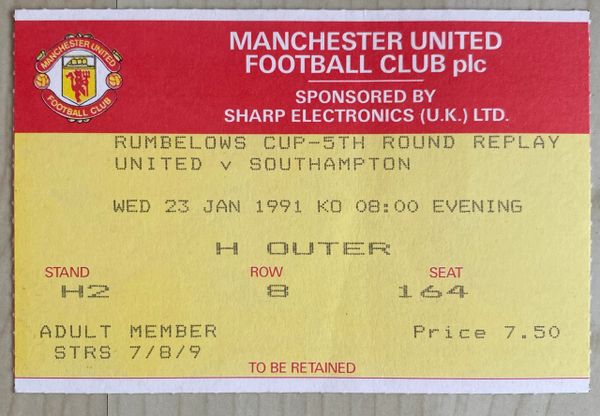 MANCHESTER UNITED
FOOTBALL CLUB
MANCHESTER UNITED
FOOTBALL CLUB plc
SPONSORED BY
SHARP ELECTRONICS (U.K.) LTD.
RUMBELOWS CUP-5TH ROUND REPLAY
UNITED v SOUTHAMPTON
WED 23 JAN 1991 KO 08:00 EVENING
H OUTER
STAND ROW SEAT
H2 8 164
ADULT MEMBER Price 7.50
STRS 7/8/9
TO BE RETAINED